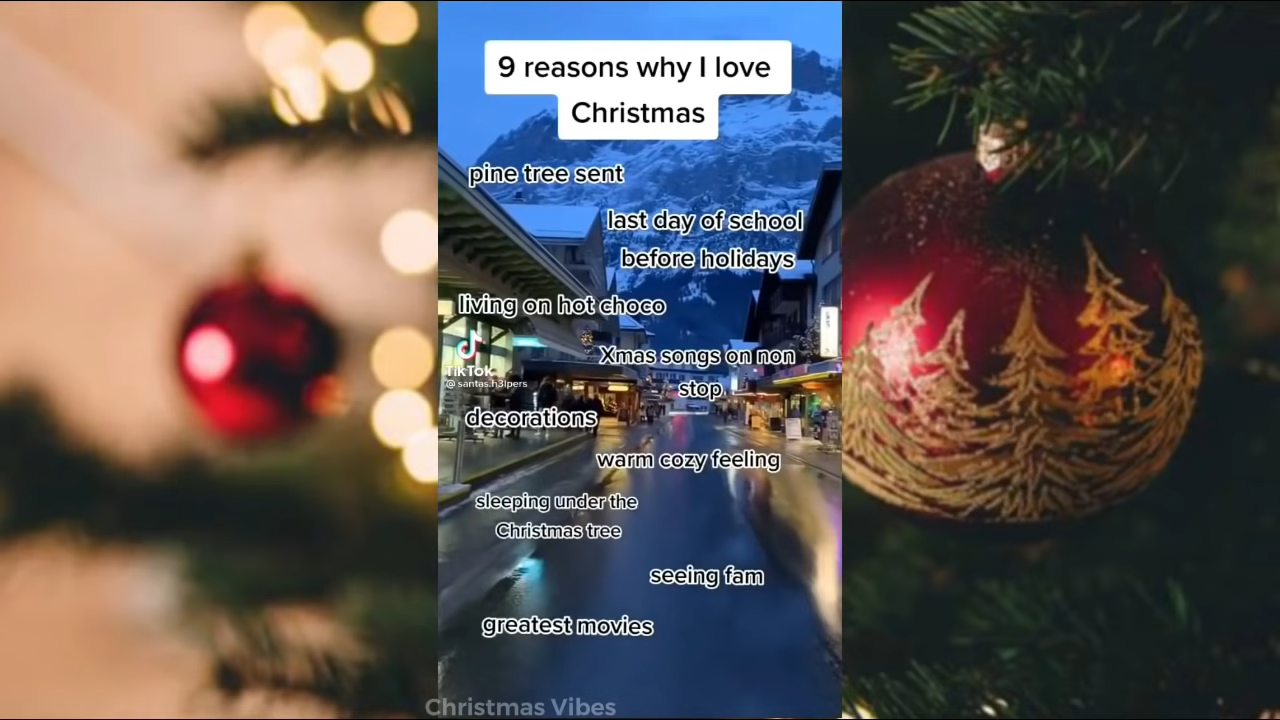 9 reasons why I love
Christmas
pine tree sent
last day of school
before holidays
living on hot choco
Xmas songs on non
stop
TikTok
@santas.h3lpers
decorations
warm cozy feeling
sleeping under the
Christmas tree
seeing fam
greatest movies
Christmas Vibes